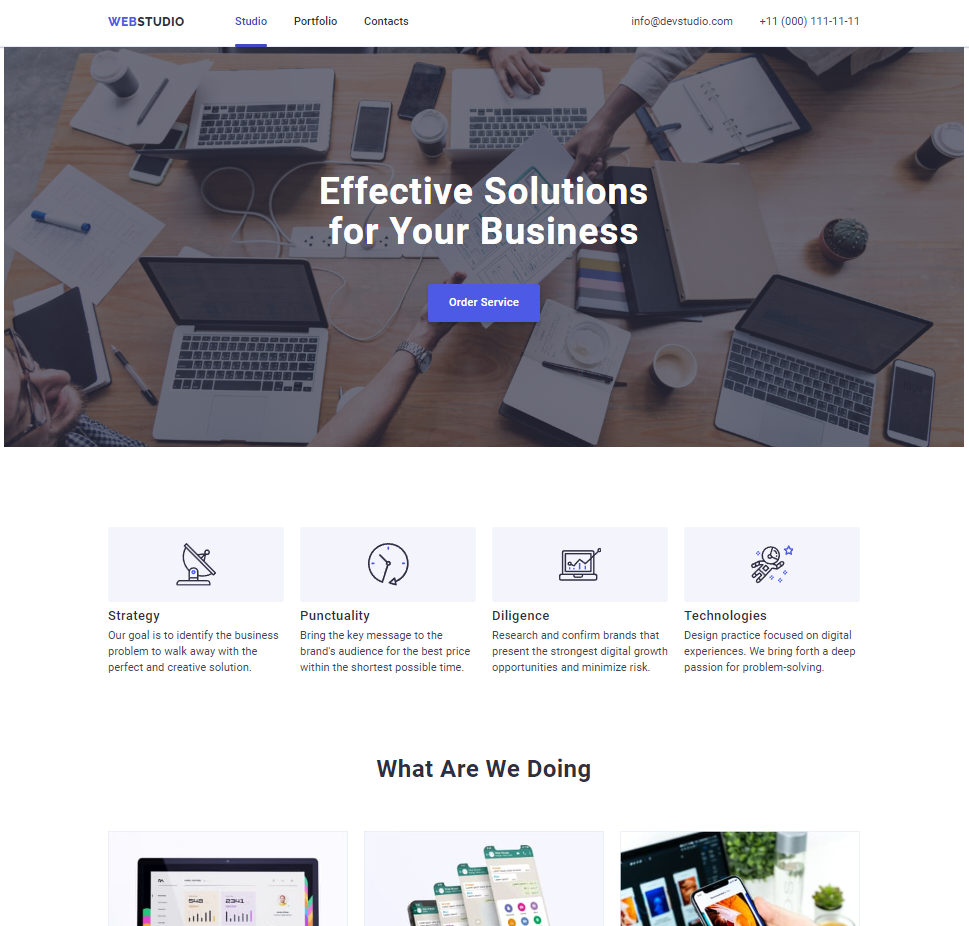 WEBSTUDIO Studio Portfolio Contacts info@devstudio.com +11 (000) 111-11-11
Effective Solutions
for Your Business
Order Service
Strategy
Our goal is to identify the business
problem to walk away with the
perfect and creative solution.
Punctuality
Bring the key message to the
brand's audience for the best price
within the shortest possible time.
Diligence
Research and confirm brands that
present the strongest digital growth
opportunities and minimize risk.
Technologies
Design practice focused on digital
experiences. We bring forth a deep
passion for problem-solving.
What Are We Doing
548
2341